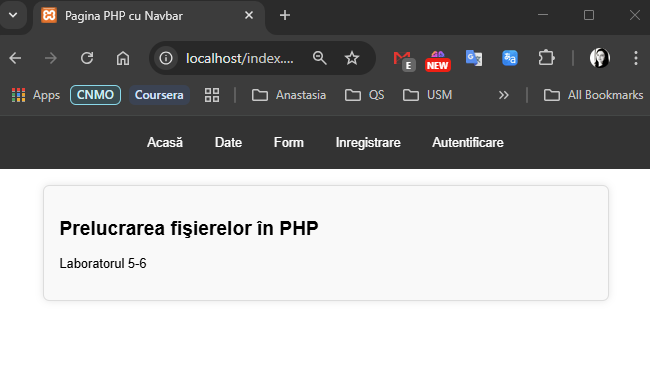 Pagina PHP cu Navbar
localhost/index....
E
NEW
Apps CNMO Coursera Anastasia QS USM » All Bookmarks
Acasă Date Form Inregistrare Autentificare
Prelucrarea fişierelor în PHP
Laboratorul 5-6